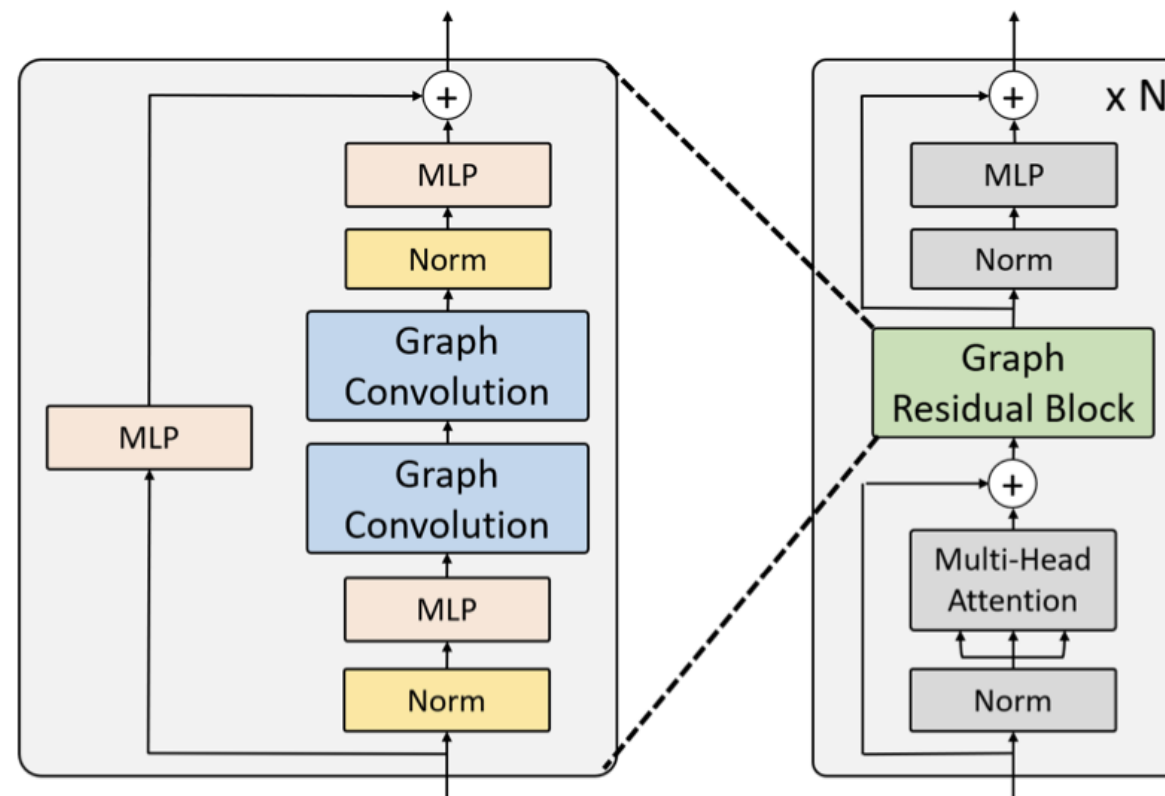 +
MLP
Norm
Graph
Convolution
MLP
Graph
Convolution
MLP
Norm
+
x N
MLP
Norm
Graph
Residual Block
+
Multi-Head
Attention
Norm